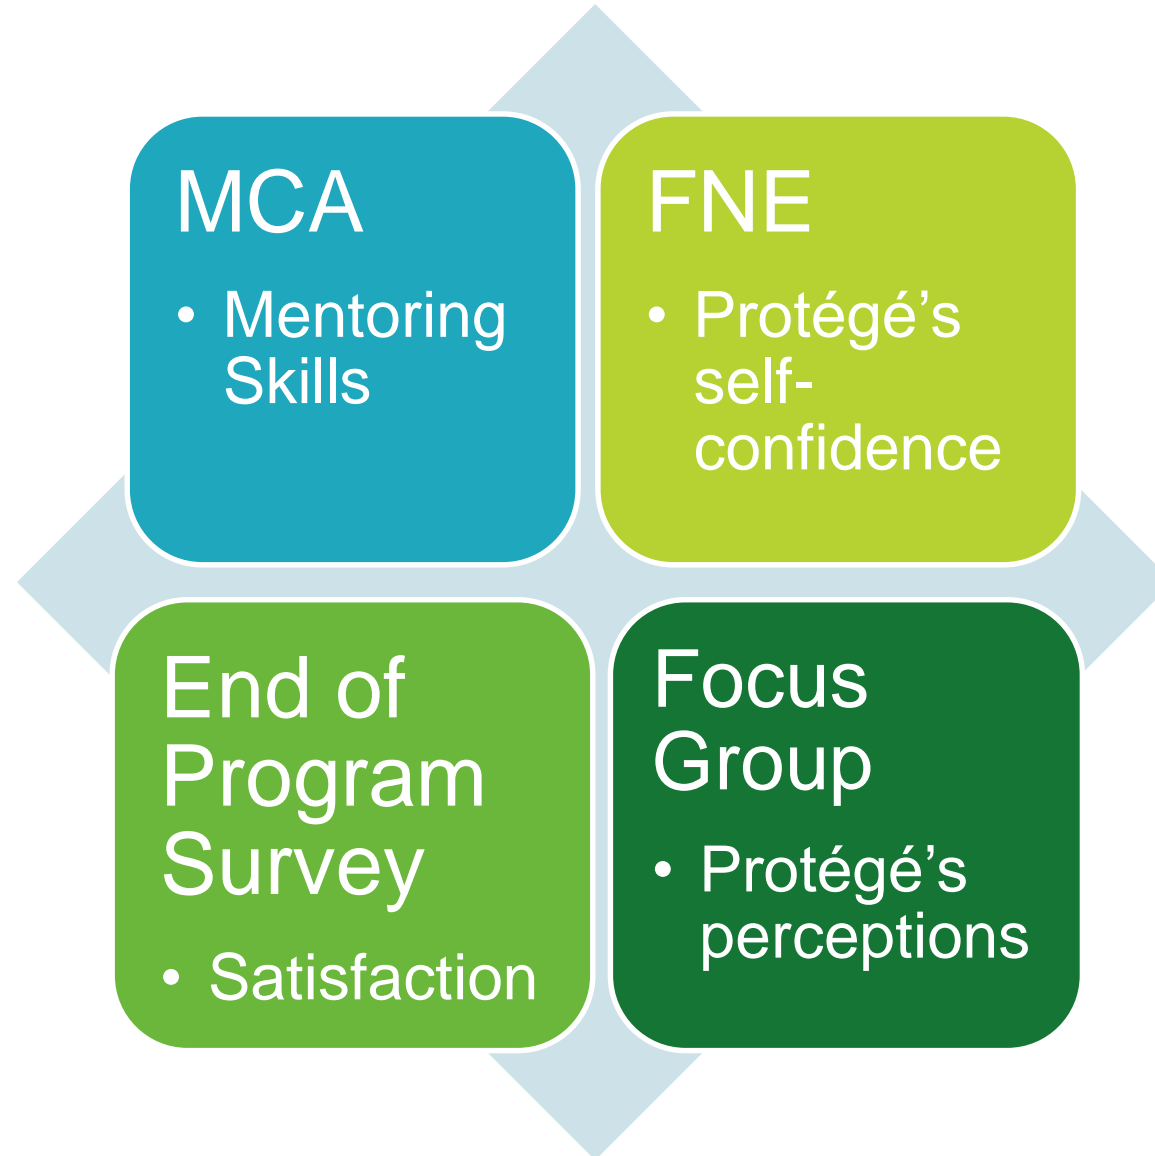 MCA
• Mentoring
Skills
FNE
• Protégé’s
self-
confidence
End of
Program
Survey
• Satisfaction
Focus
Group
• Protégé’s
perceptions